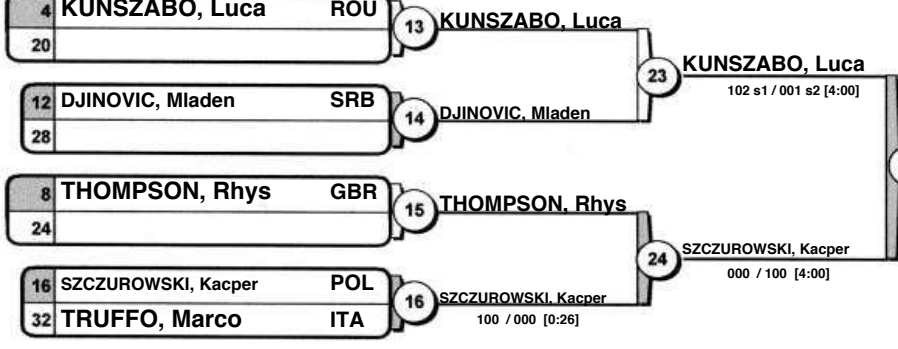 4 KUNSZABO, Luca ROU
20
13 KUNSZABO, Luca
12 DJINOVIC, Mladen SRB
28
14 DJINOVIC, Mladen
23 KUNSZABO, Luca
102 s1 / 001 s2 [4:00]
8 THOMPSON, Rhys GBR
24
15 THOMPSON, Rhys
16 SZCZUROWSKI, Kacper POL
32 TRUFFO, Marco ITA
16 SZCZUROWSKI, Kacper
100 / 000 [0:26]
24 SZCZUROWSKI, Kacper
000 / 100 [4:00]